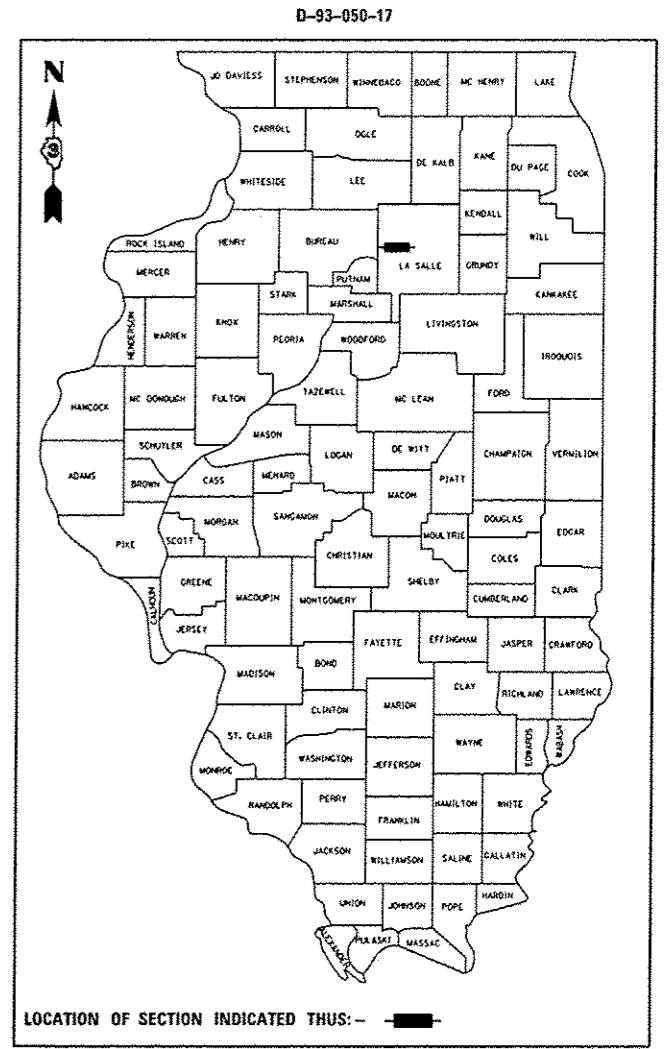 D-93-050-17
N
JO DAVIESS STEPHENSON WINNEBAGO BOONE MC HENRY LAKE
CARROLL OGLE DE KALB KANE DU PAGE COOK
WHITESIDE LEE
KENDALL WILL
ROCK ISLAND HENRY BUREAU LA SALLE GRUNDY
MERCER PUTNAM
STARK MARSHALL KANKAKEE
HENDERSON WARREN KNOX PEORIA WOODFORD LIVINGSTON IROQUOIS
HANCOCK MC DONOUGH FULTON TAZEWELL MC LEAN FORD
SCHUYLER MASON LOGAN DE WITT CHAMPAIGN VERMILION
ADAMS BROWN CASS MENARD MACON PIATT
PIKE SCOTT MORGAN SANGAMON CHRISTIAN MOULTRIE DOUGLAS EDGAR
COLES
CALHOUN GREENE MACOUPIN MONTGOMERY SHELBY CUMBERLAND CLARK
JERSEY FAYETTE EFFINGHAM JASPER CRAWFORD
MADISON BOND CLAY RICHLAND LAWRENCE
CLINTON MARION
ST. CLAIR WAYNE EDWARDS WABASH
MONROE WASHINGTON JEFFERSON
RANDOLPH PERRY HAMILTON WHITE
FRANKLIN
JACKSON WILLIAMSON SALINE GALLATIN
UNION JOHNSON POPE HARDIN
ALEXANDER PULASKI MASSAC
LOCATION OF SECTION INDICATED THUS: -